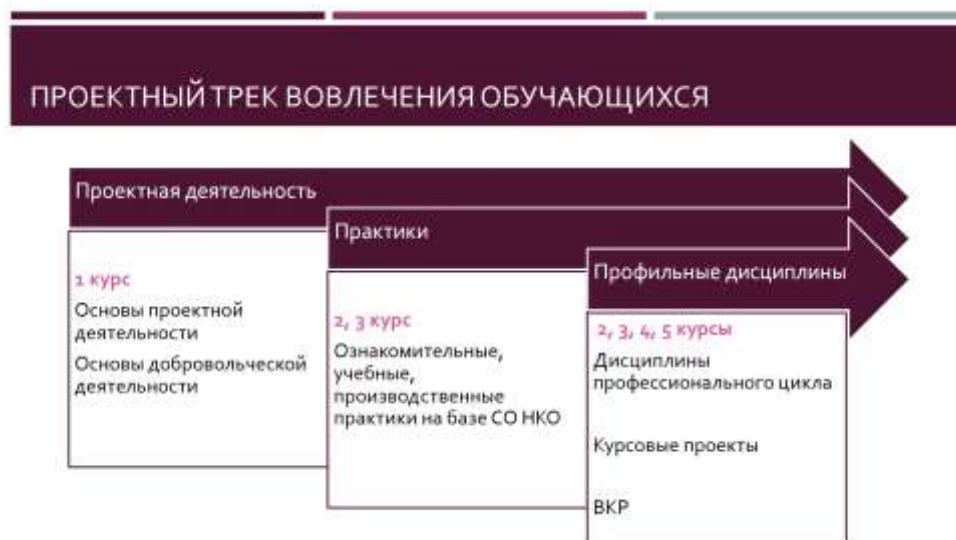 ПРОЕКТНЫЙ ТРЕК ВОВЛЕЧЕНИЯ ОБУЧАЮЩИХСЯ
Проектная деятельность
1 курс
Основы проектной
деятельности
Основы добровольческой
деятельности
Практики
2, 3 курс
Ознакомительные,
учебные,
производственные
практики на базе СО НКО
Профильные дисциплины
2, 3, 4, 5 курсы
Дисциплины
профессионального цикла
Курсовые проекты
ВКР